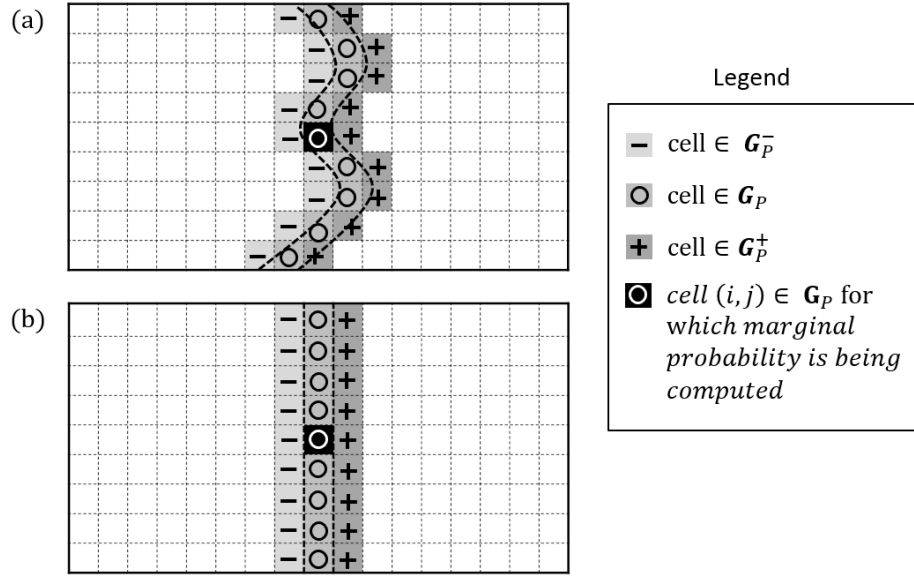 (a)
Legend
− cell ∈ G_P^−
○ cell ∈ G_P
+ cell ∈ G_P^+
cell (i, j) ∈ G_P for
which marginal
probability is being
computed
(b)